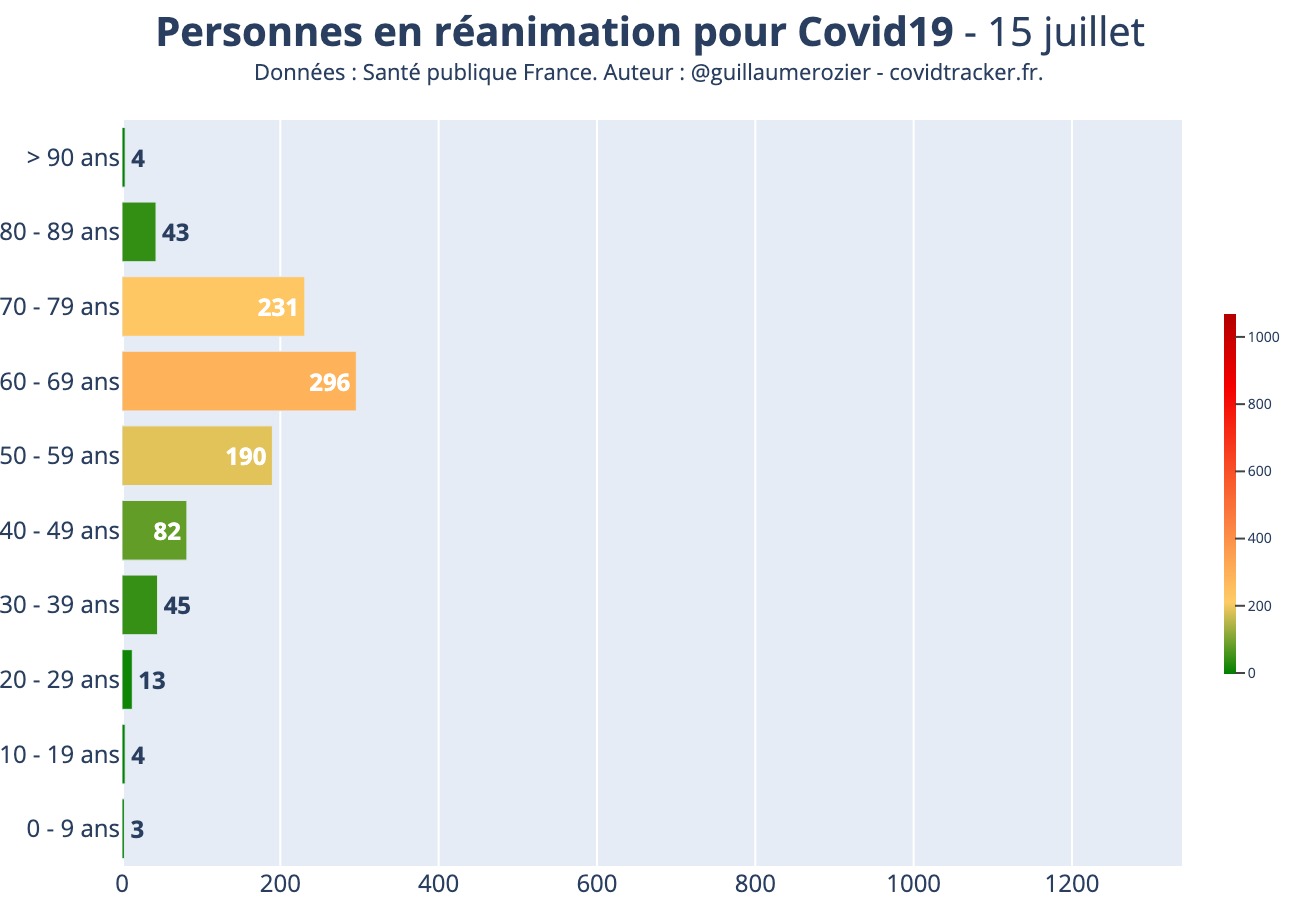 Personnes en réanimation pour Covid19 - 15 juillet
Données : Santé publique France. Auteur : @guillaumerozier - covidtracker.fr.
> 90 ans 4
80 - 89 ans 43
70 - 79 ans 231
60 - 69 ans 296
50 - 59 ans 190
40 - 49 ans 82
30 - 39 ans 45
20 - 29 ans 13
10 - 19 ans 4
0 - 9 ans 3
0 200 400 600 800 1000 1200
1000
800
600
400
200
0